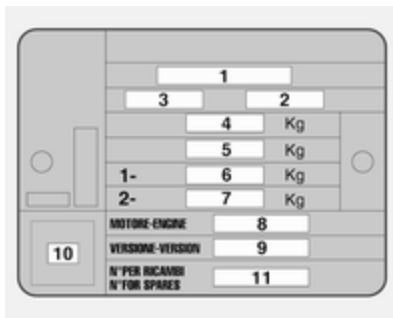 1
3 2
4 Kg
5 Kg
1- 6 Kg
2- 7 Kg
MOTORE-ENGINE 8
VERSIONE-VERSION 9
10
N° PER RICAMBI
N° FOR SPARES 11